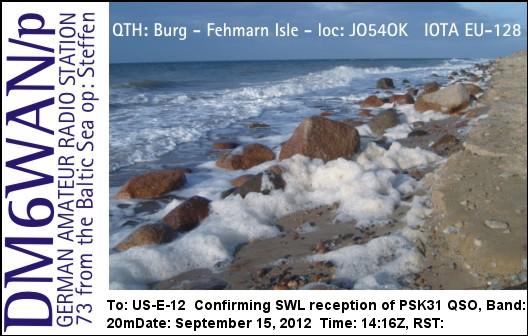 DM6WAN/p
GERMAN AMATEUR RADIO STATION
73 from the Baltic Sea op: Steffen
QTH: Burg - Fehmarn Isle - loc: JO54OK IOTA EU-128
To: US-E-12 Confirming SWL reception of PSK31 QSO, Band:
20mDate: September 15, 2012 Time: 14:16Z, RST: